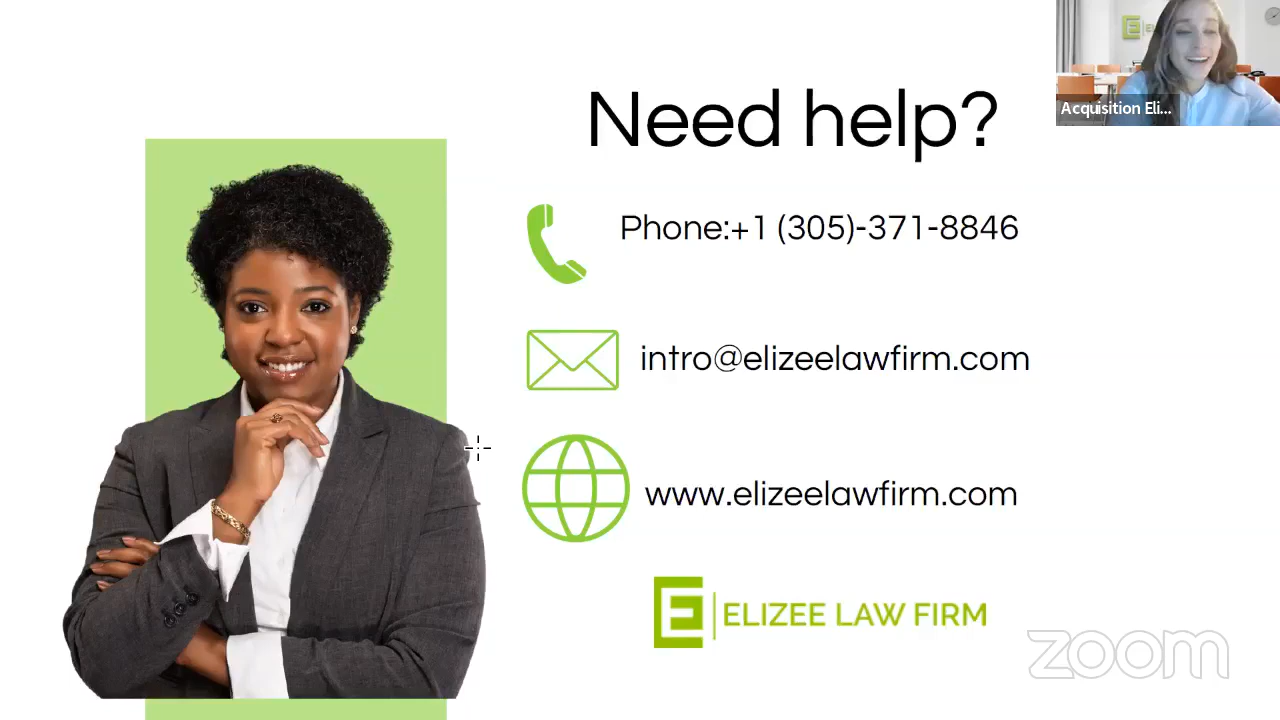 Need help?
Acquisition Eli...
Phone:+1 (305)-371-8846
intro@elizeelawfirm.com
www.elizeelawfirm.com
E ELIZEE LAW FIRM
zoom